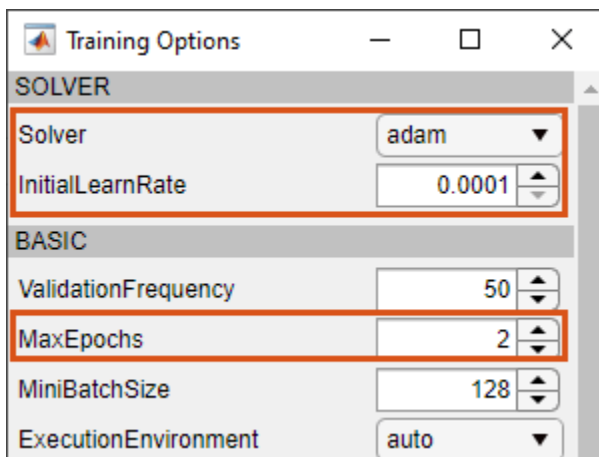 Training Options
SOLVER
Solver adam
InitialLearnRate 0.0001
BASIC
ValidationFrequency 50
MaxEpochs 2
MiniBatchSize 128
ExecutionEnvironment auto